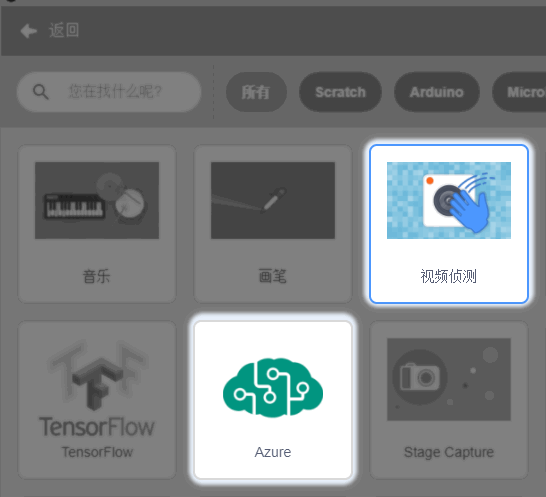 返回
您在找什么呢?
所有
Scratch
Arduino
Micro
音乐
画笔
视频侦测
TensorFlow
TensorFlow
Azure
Stage Capture